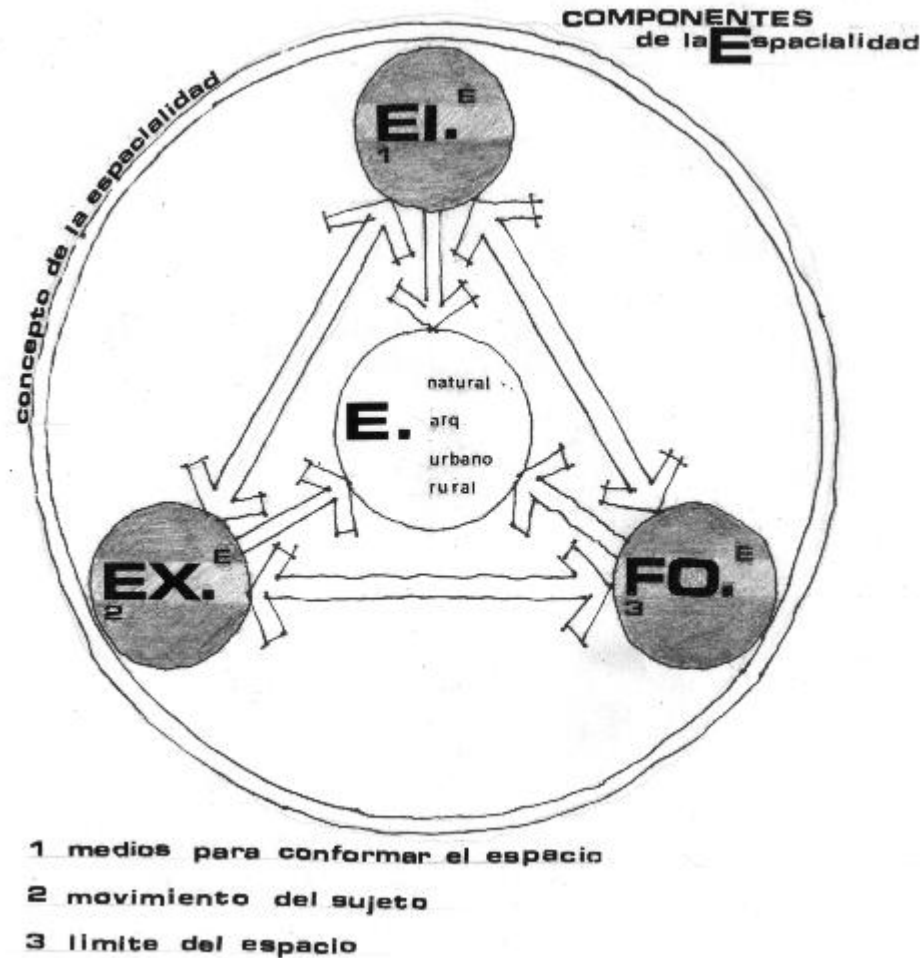 COMPONENTES
de la Espacialidad
concepto de la espacialidad
EI. E
1
E.
natural
arq
urbano
rural
EX. E
2
FO. E
3
1 medios para conformar el espacio
2 movimiento del sujeto
3 limite del espacio